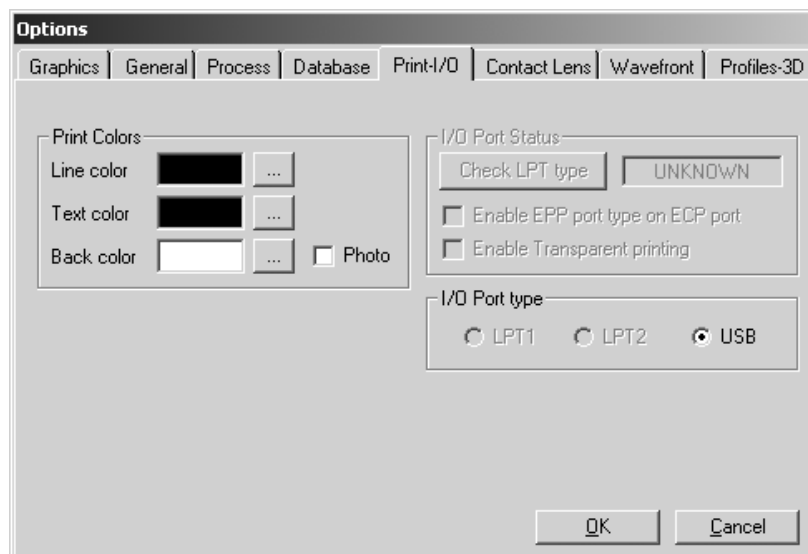 Options
Graphics General Process Database Print-I/O Contact Lens Wavefront Profiles-3D
Print Colors
Line color ...
Text color ...
Back color ... Photo
I/O Port Status
Check LPT type UNKNOWN
Enable EPP port type on ECP port
Enable Transparent printing
I/O Port type
LPT1 LPT2 USB
OK Cancel